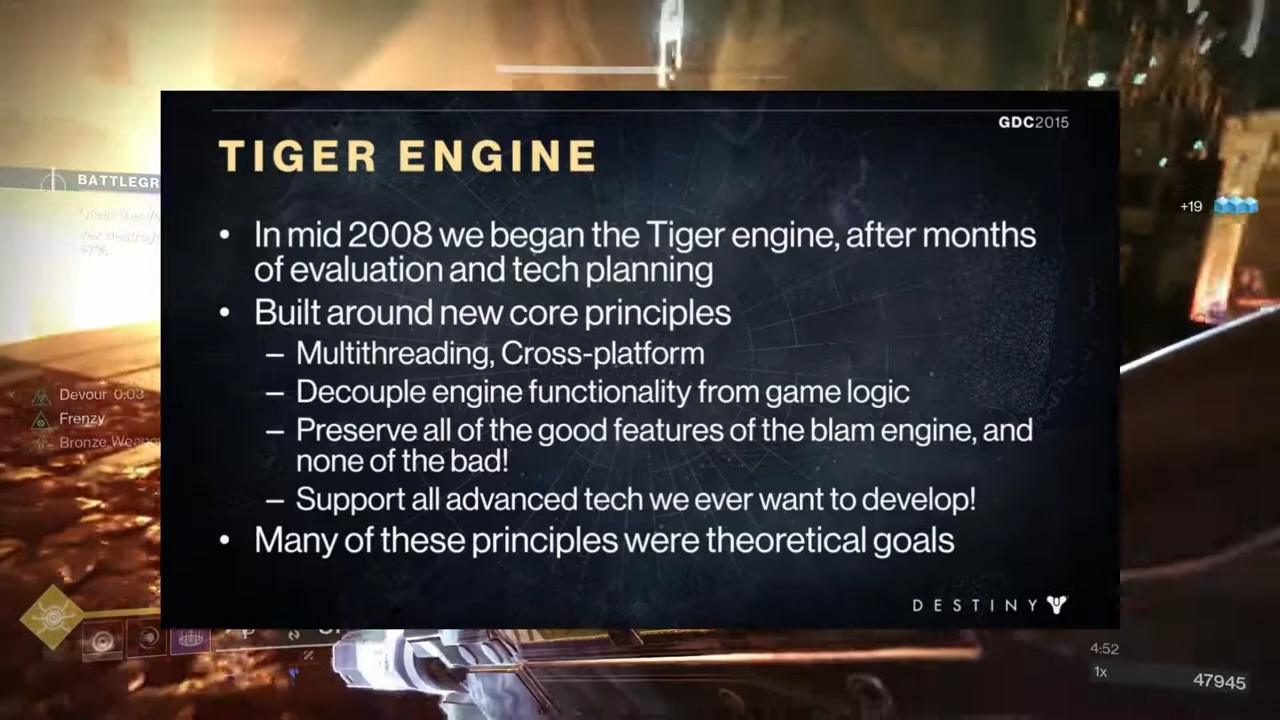 GDC2015
TIGER ENGINE
• In mid 2008 we began the Tiger engine, after months
of evaluation and tech planning
• Built around new core principles
– Multithreading, Cross-platform
– Decouple engine functionality from game logic
– Preserve all of the good features of the blam engine, and
none of the bad!
– Support all advanced tech we ever want to develop!
• Many of these principles were theoretical goals
DESTINY
BATTLEGR
+19
Devour 0:03
Frenzy
Bronze
4:52
1x
47945